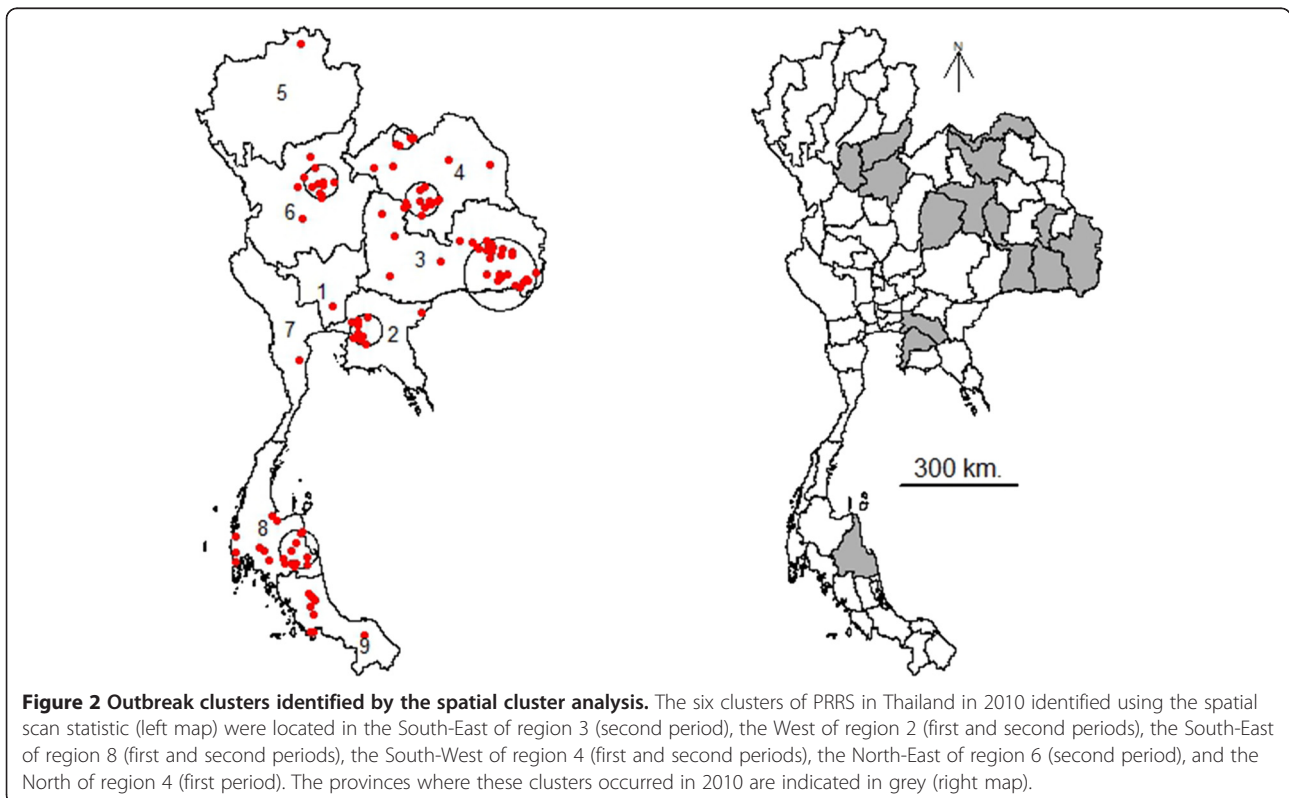 5
4
6
3
1
2
7
8
9
N
300 km.
Figure 2 Outbreak clusters identified by the spatial cluster analysis. The six clusters of PRRS in Thailand in 2010 identified using the spatial
scan statistic (left map) were located in the South-East of region 3 (second period), the West of region 2 (first and second periods), the South-East
of region 8 (first and second periods), the South-West of region 4 (first and second periods), the North-East of region 6 (second period), and the
North of region 4 (first period). The provinces where these clusters occurred in 2010 are indicated in grey (right map).